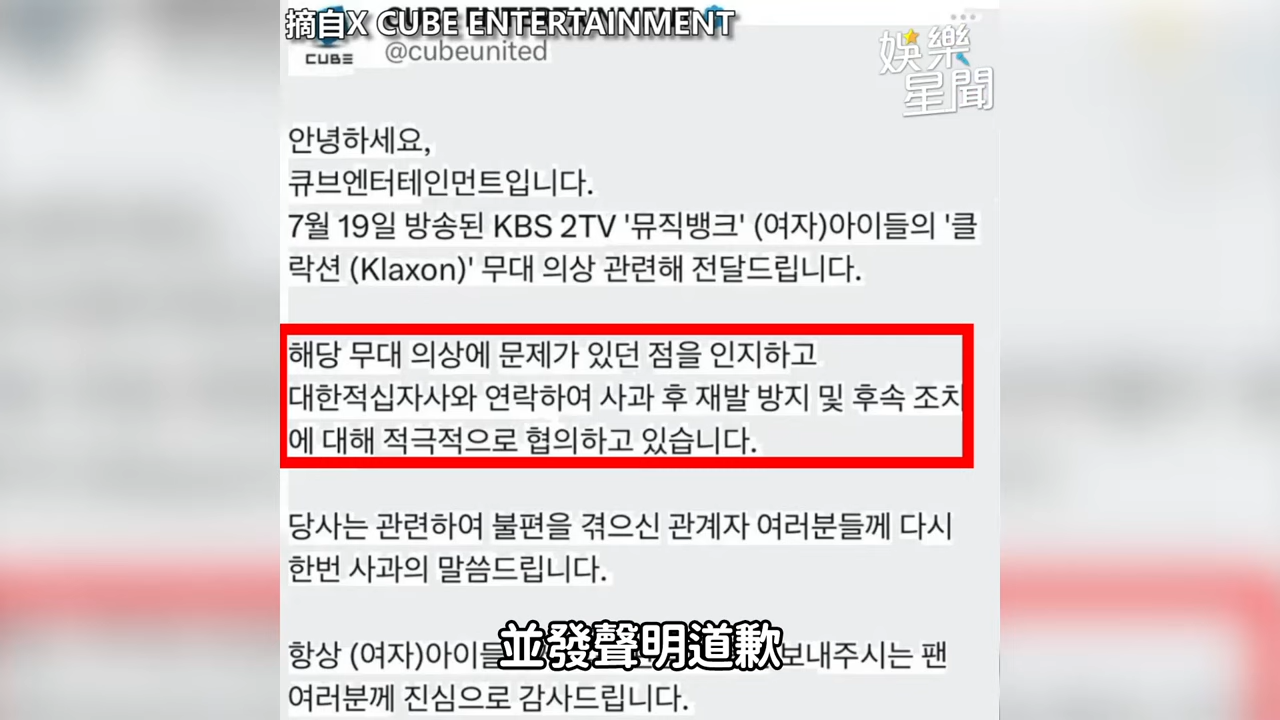 摘自X CUBE ENTERTAINMENT
娛樂
星聞
CUBE
@cubeunited
안녕하세요,
큐브엔터테인먼트입니다.
7월 19일 방송된 KBS 2TV '뮤직뱅크' (여자)아이들의 '클
락션 (Klaxon)' 무대 의상 관련해 전달드립니다.
해당 무대 의상에 문제가 있던 점을 인지하고
대한적십자사와 연락하여 사과 후 재발 방지 및 후속 조치
에 대해 적극적으로 협의하고 있습니다.
당사는 관련하여 불편을 겪으신 관계자 여러분들께 다시
한번 사과의 말씀드립니다.
항상 (여자)아이들 보내주시는 팬
並發聲明道歉
여러분께 진심으로 감사드립니다.